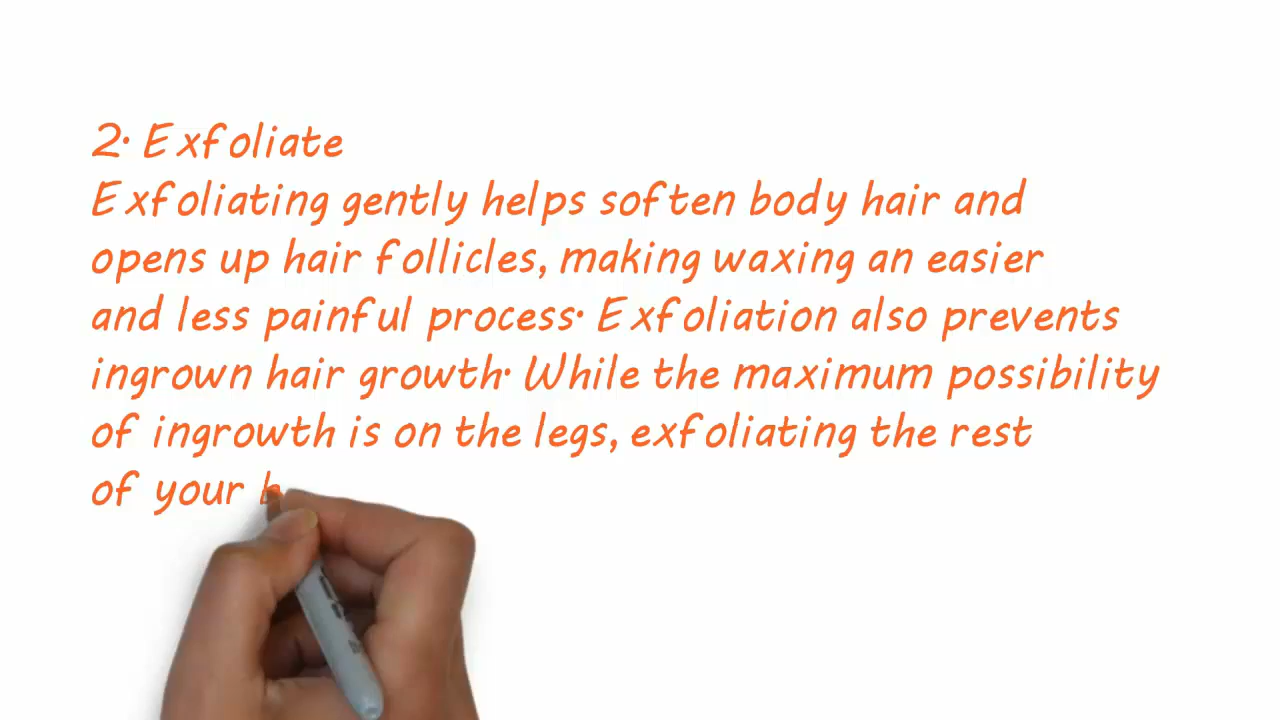 2. Exfoliate
Exfoliating gently helps soften body hair and
opens up hair follicles, making waxing an easier
and less painful process. Exfoliation also prevents
ingrown hair growth. While the maximum possibility
of ingrowth is on the legs, exfoliating the rest
of your